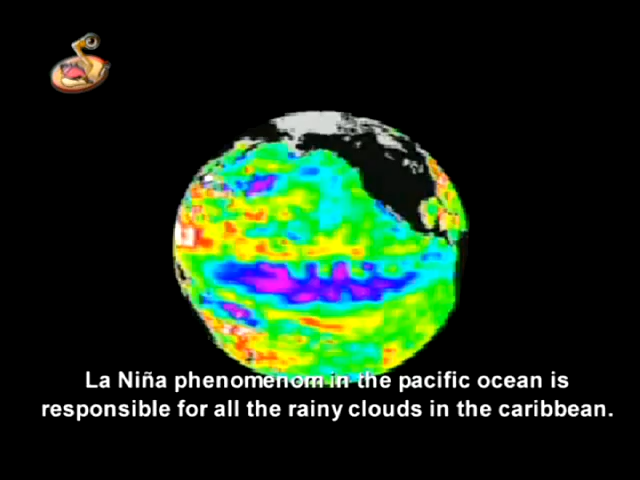 La Niña phenomenom in the pacific ocean is
responsible for all the rainy clouds in the caribbean.